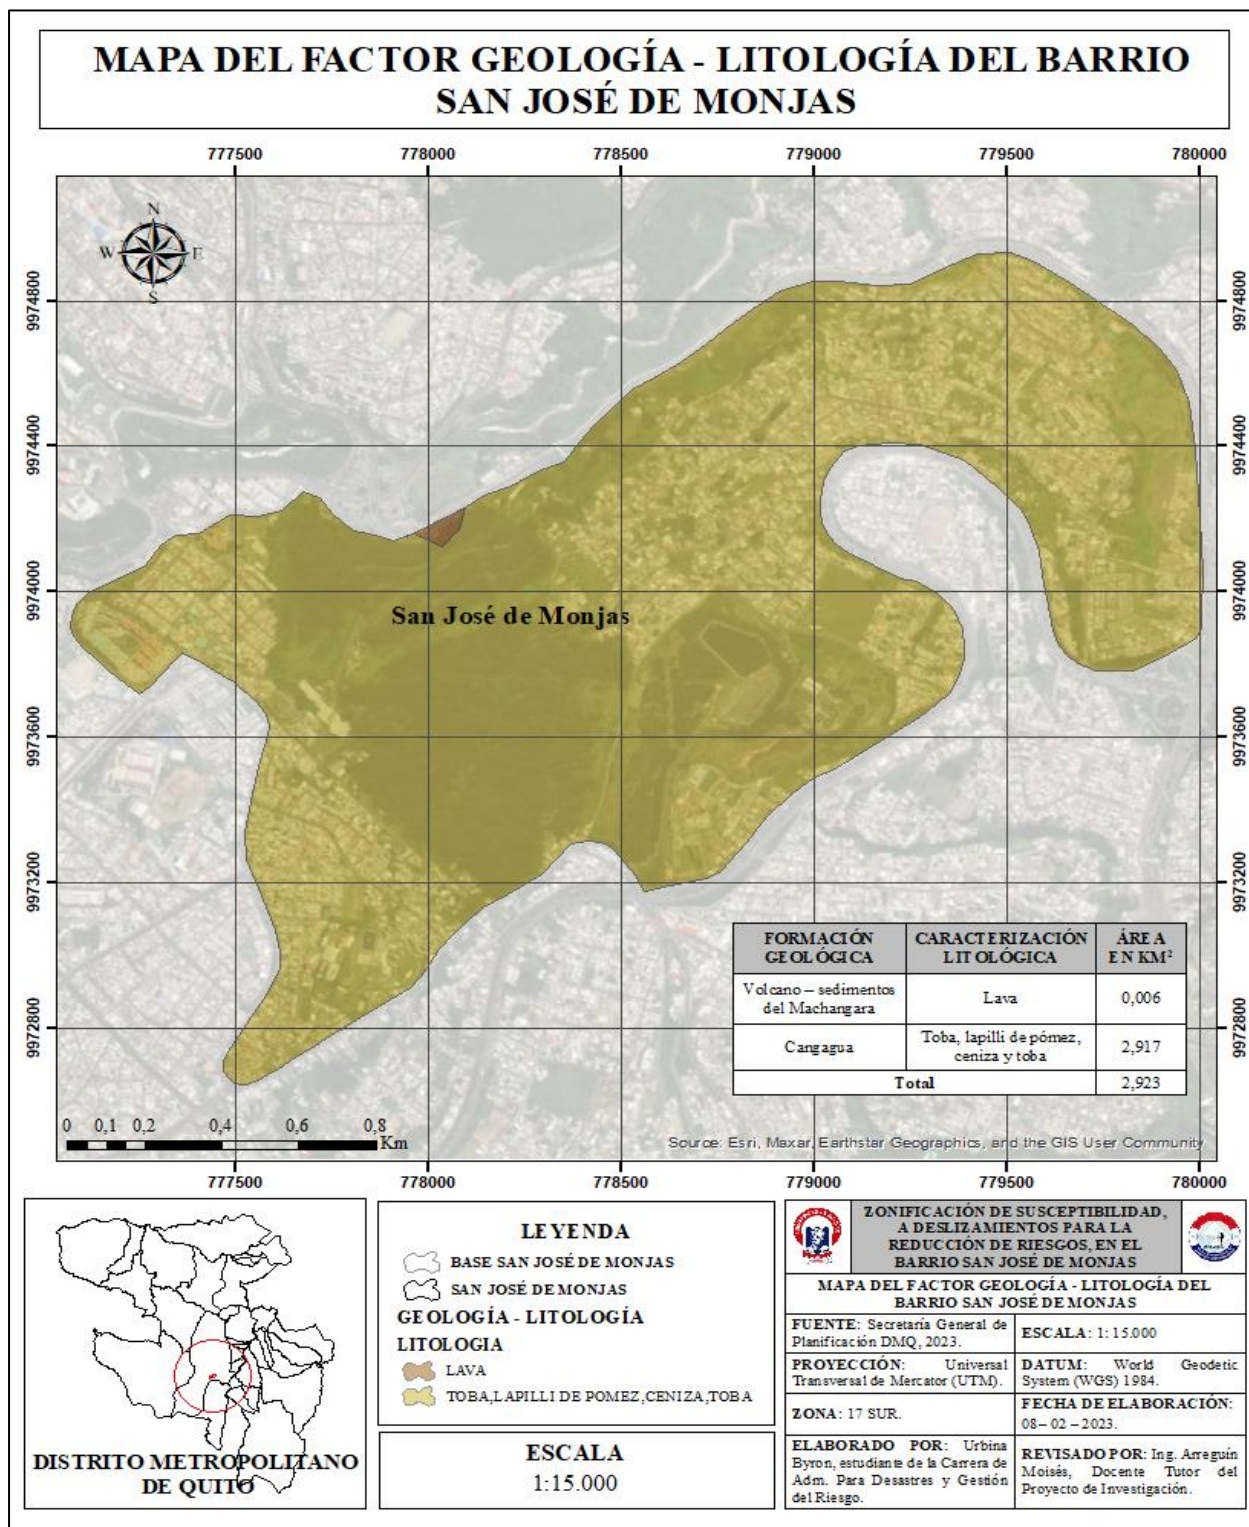 MAPA DEL FACTOR GEOLOGÍA - LITOLOGÍA DEL BARRIO
SAN JOSÉ DE MONJAS
777500 778000 778500 779000 779500 780000
N
W E
S
9974800 9974800
9974400 9974400
9974000 9974000
San José de Monjas
9973600 9973600
9973200 9973200
9972800 9972800
FORMACIÓN GEOLÓGICA
CARACTERIZACIÓN LITOLÓGICA
ÁREA EN KM²
Volcano – sedimentos
del Machangara
Lava
0,006
Cangagua
Toba, lapilli de pómez,
ceniza y toba
2,917
Total
2,923
0 0,1 0,2 0,4 0,6 0,8
Km
Source: Esri, Maxar, Earthstar Geographics, and the GIS User Community
777500 778000 778500 779000 779500 780000
DISTRITO METROPOLITANO
DE QUITO
LEYENDA
BASE SAN JOSÉ DE MONJAS
SAN JOSÉ DE MONJAS
GEOLOGÍA - LITOLOGÍA
LITOLOGIA
LAVA
TOBA,LAPILLI DE POMEZ,CENIZA,TOBA
ESCALA
1:15.000
ZONIFICACIÓN DE SUSCEPTIBILIDAD,
A DESLIZAMIENTOS PARA LA
REDUCCIÓN DE RIESGOS, EN EL
BARRIO SAN JOSÉ DE MONJAS
MAPA DEL FACTOR GEOLOGÍA - LITOLOGÍA DEL
BARRIO SAN JOSÉ DE MONJAS
FUENTE: Secretaría General de
Planificación DMQ, 2023.
ESCALA: 1: 15.000
PROYECCIÓN: Universal
Transversal de Mercator (UTM).
DATUM: World Geodetic
System (WGS) 1984.
ZONA: 17 SUR.
FECHA DE ELABORACIÓN:
08– 02 – 2023.
ELABORADO POR: Urbina
Byron, estudiante de la Carrera de
Adm. Para Desastres y Gestión
del Riesgo.
REVISADO POR: Ing. Arreguín
Moisés, Docente Tutor del
Proyecto de Investigación.